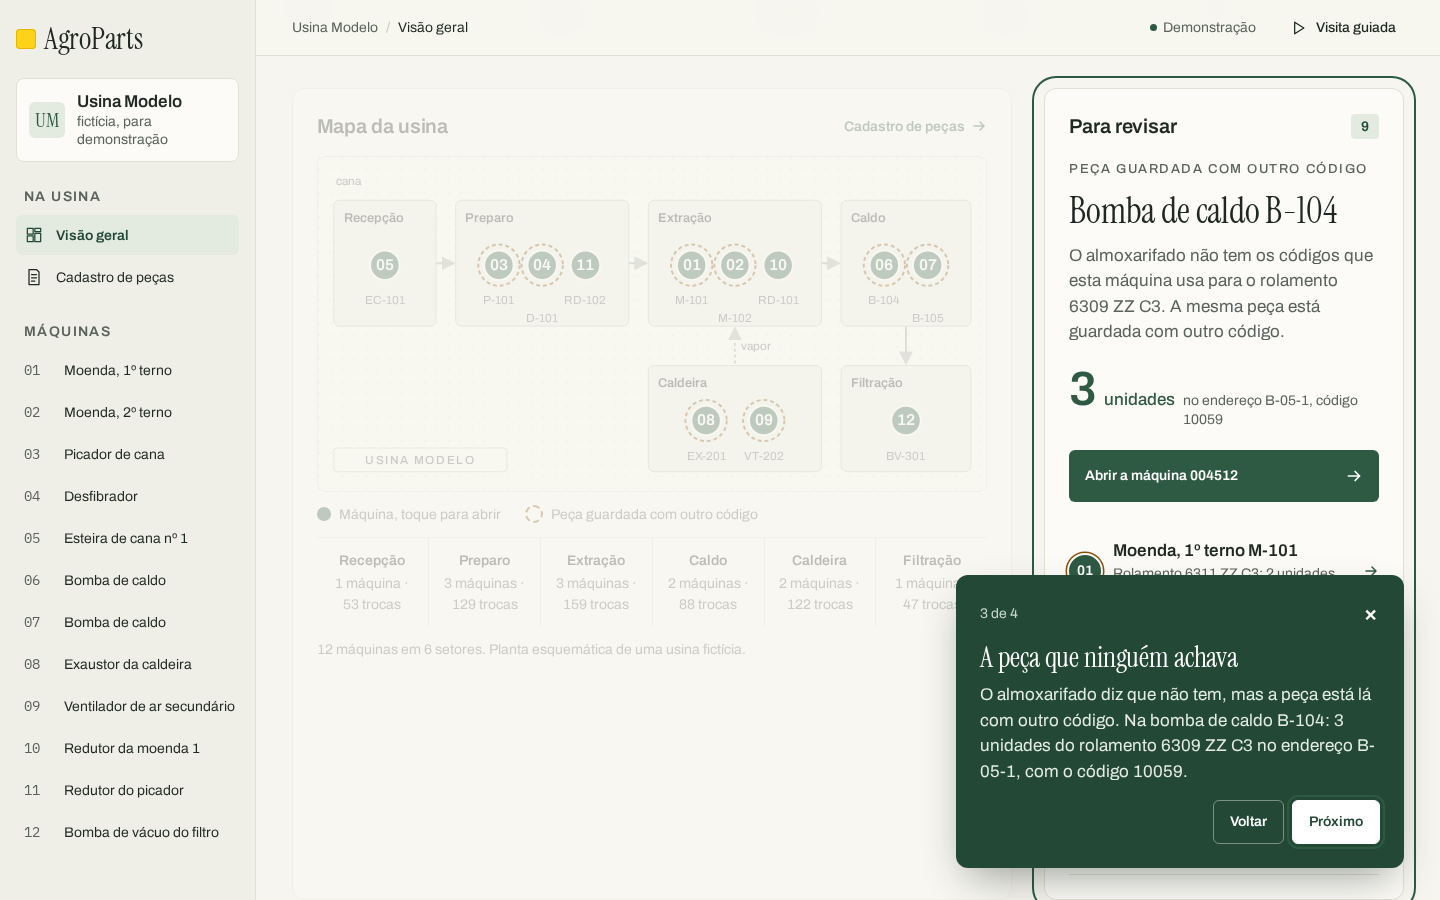 AgroParts
UM
Usina Modelo
fictícia, para
demonstração
NA USINA
Visão geral
Cadastro de peças
MÁQUINAS
01 Moenda, 1º terno
02 Moenda, 2º terno
03 Picador de cana
04 Desfibrador
05 Esteira de cana nº 1
06 Bomba de caldo
07 Bomba de caldo
08 Exaustor da caldeira
09 Ventilador de ar secundário
10 Redutor da moenda 1
11 Redutor do picador
12 Bomba de vácuo do filtro
Usina Modelo / Visão geral
Demonstração
Visita guiada
Mapa da usina
Cadastro de peças
cana
Recepção
05
EC-101
Preparo
03 04 11
P-101 RD-102
D-101
Extração
01 02 10
M-101 RD-101
M-102
Caldo
06 07
B-104
B-105
vapor
Caldeira
08 09
EX-201 VT-202
Filtração
12
BV-301
USINA MODELO
Máquina, toque para abrir
Peça guardada com outro código
Recepção
1 máquina ·
53 trocas
Preparo
3 máquinas ·
129 trocas
Extração
3 máquinas ·
159 trocas
Caldo
2 máquinas ·
88 trocas
Caldeira
2 máquinas ·
122 trocas
Filtração
1 máquina
47 trocas
12 máquinas em 6 setores. Planta esquemática de uma usina fictícia.
Para revisar
9
PEÇA GUARDADA COM OUTRO CÓDIGO
Bomba de caldo B-104
O almoxarifado não tem os códigos que
esta máquina usa para o rolamento
6309 ZZ C3. A mesma peça está
guardada com outro código.
3 unidades no endereço B-05-1, código
10059
Abrir a máquina 004512
01
Moenda, 1º terno M-101
Rolamento 6311 ZZ C3: 2 unidades
3 de 4
A peça que ninguém achava
O almoxarifado diz que não tem, mas a peça está lá
com outro código. Na bomba de caldo B-104: 3
unidades do rolamento 6309 ZZ C3 no endereço B-
05-1, com o código 10059.
Voltar
Próximo